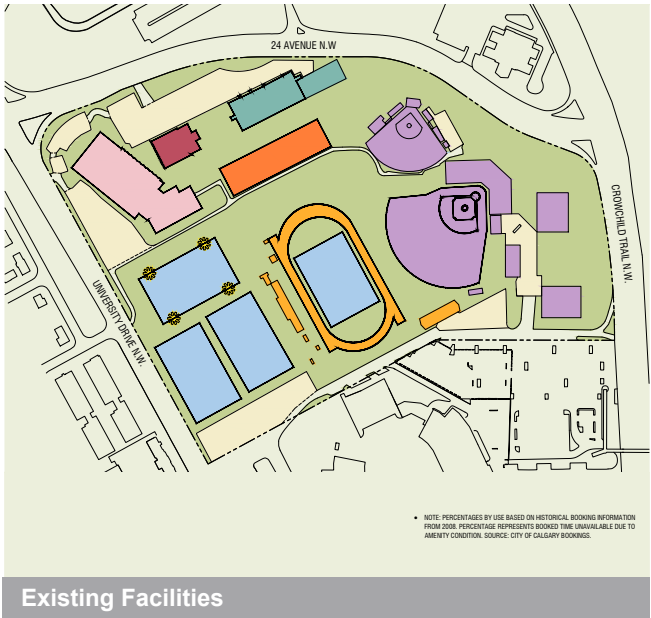 24 AVENUE N.W
CROWCHILD TRAIL N.W.
UNIVERSITY DRIVE N.W.
• NOTE: PERCENTAGES BY USE BASED ON HISTORICAL BOOKING INFORMATION
FROM 2008. PERCENTAGE REPRESENTS BOOKED TIME UNAVAILABLE DUE TO
AMENITY CONDITION. SOURCE: CITY OF CALGARY BOOKINGS.
Existing Facilities